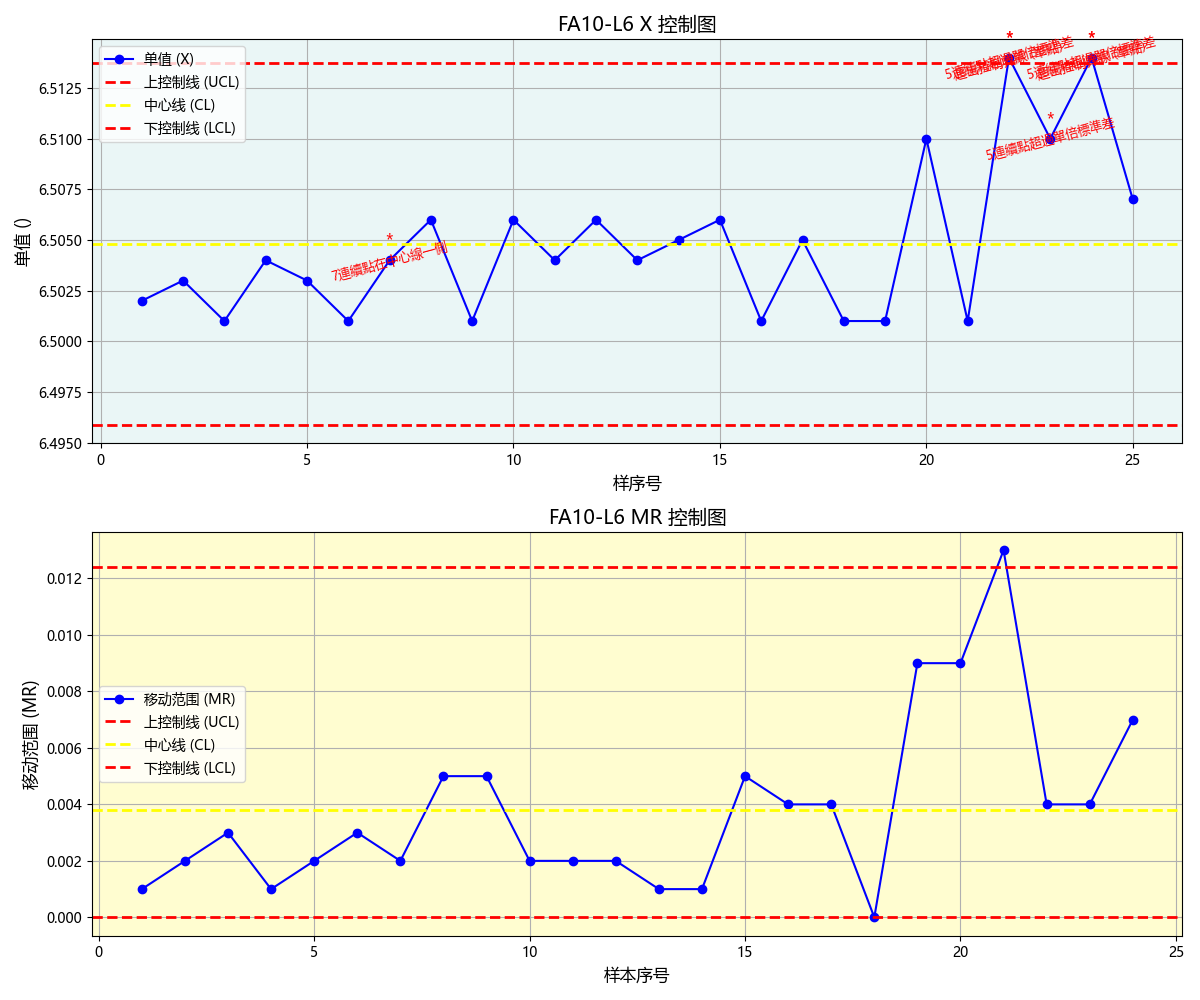 FA10-L6 X 控制图
单值 ()
6.5125
6.5100
6.5075
6.5050
6.5025
6.5000
6.4975
6.4950
单值 (X)
上控制线 (UCL)
中心线 (CL)
下控制线 (LCL)
*
7連續點在中心線一側
*
*
*
5連續點超過單倍標準差
0
5
10
15
20
25
样序号
FA10-L6 MR 控制图
移动范围 (MR)
0.012
0.010
0.008
0.006
0.004
0.002
0.000
移动范围 (MR)
上控制线 (UCL)
中心线 (CL)
下控制线 (LCL)
0
5
10
15
20
25
样本序号